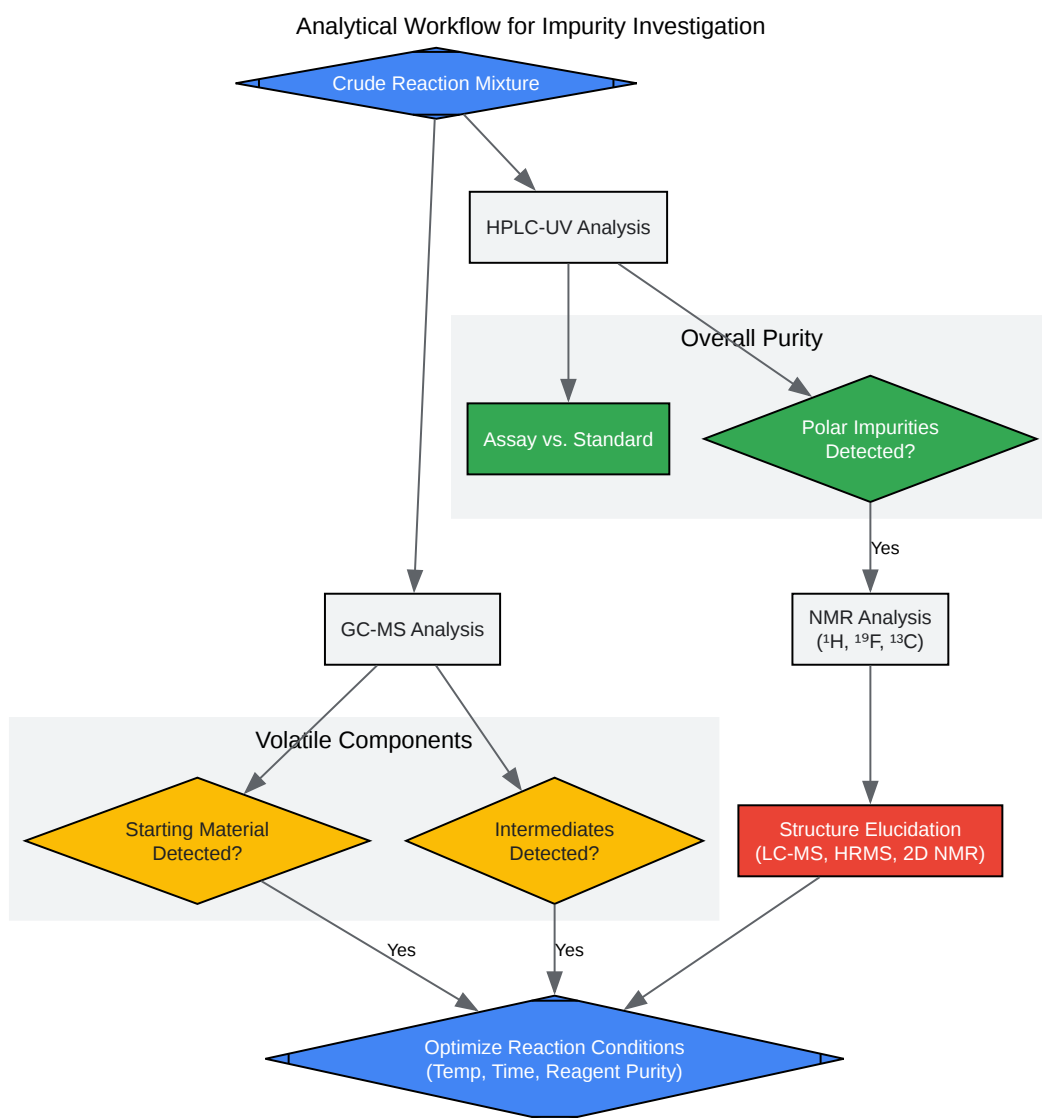 Analytical Workflow for Impurity Investigation
Crude Reaction Mixture
HPLC-UV Analysis
Overall Purity
Assay vs. Standard
Polar Impurities
Detected?
Yes
GC-MS Analysis
NMR Analysis
(¹H, ¹⁹F, ¹³C)
Volatile Components
Starting Material
Detected?
Intermediates
Detected?
Structure Elucidation
(LC-MS, HRMS, 2D NMR)
Yes
Yes
Optimize Reaction Conditions
(Temp, Time, Reagent Purity)